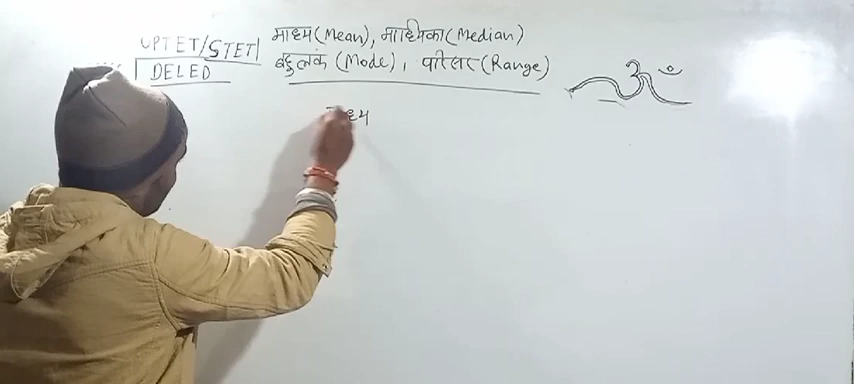 UPTET/STET
DELED
माध्य (Mean), माध्यिका (Median)
बहुलक (Mode), परिसर (Range)
ॐ